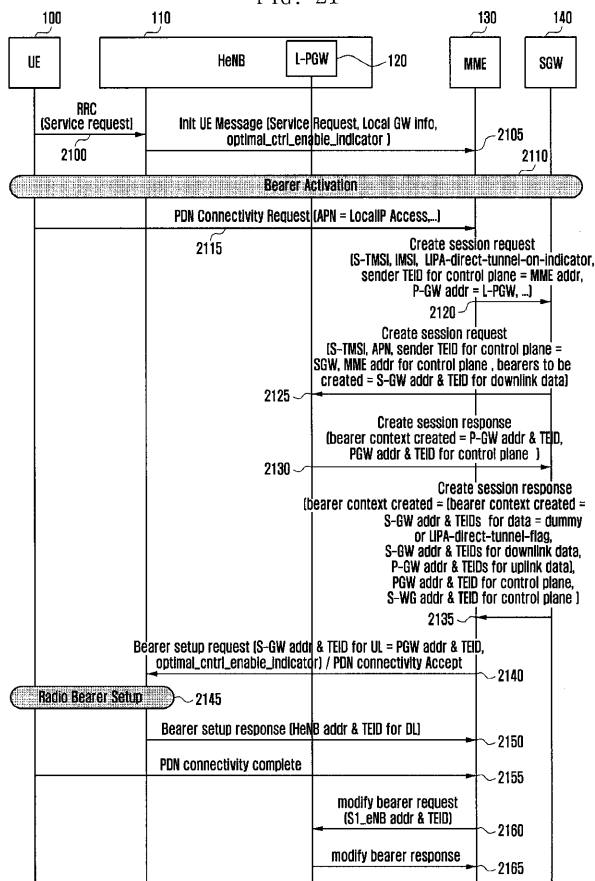 FIG. 21
100
110
130
140
UE
HeNB
L-PGW
120
MME
SGW
RRC
(Service request)
2100
Init UE Message (Service Request, Local GW info,
optimal_ctrl_enable_indicator )
2105
2110
Bearer Activation
PDN Connectivity Request (APN = LocalIP Access,...)
2115
Create session request
(S-TMSI, IMSI, LIPA-direct-tunnel-on-indicator,
sender TEID for control plane = MME addr,
P-GW addr = L-PGW, ...)
2120
Create session request
(S-TMSI, APN, sender TEID for control plane =
SGW, MME addr for control plane , bearers to be
created = S-GW addr & TEID for downlink data)
2125
Create session response
(bearer context created = P-GW addr & TEID,
PGW addr & TEID for control plane )
2130
Create session response
(bearer context created = (bearer context created =
S-GW addr & TEIDs for data = dummy
or LIPA-direct-tunnel-flag,
S-GW addr & TEIDs for downlink data,
P-GW addr & TEIDs for uplink data),
PGW addr & TEID for control plane,
S-WG addr & TEID for control plane )
2135
Bearer setup request (S-GW addr & TEID for UL = PGW addr & TEID,
optimal_cntrl_enable_indicator) / PDN connectivity Accept
2140
Radio Bearer Setup
2145
Bearer setup response (HeNB addr & TEID for DL)
2150
PDN connectivity complete
2155
modify bearer request
(S1_eNB addr & TEID)
2160
modify bearer response
2165